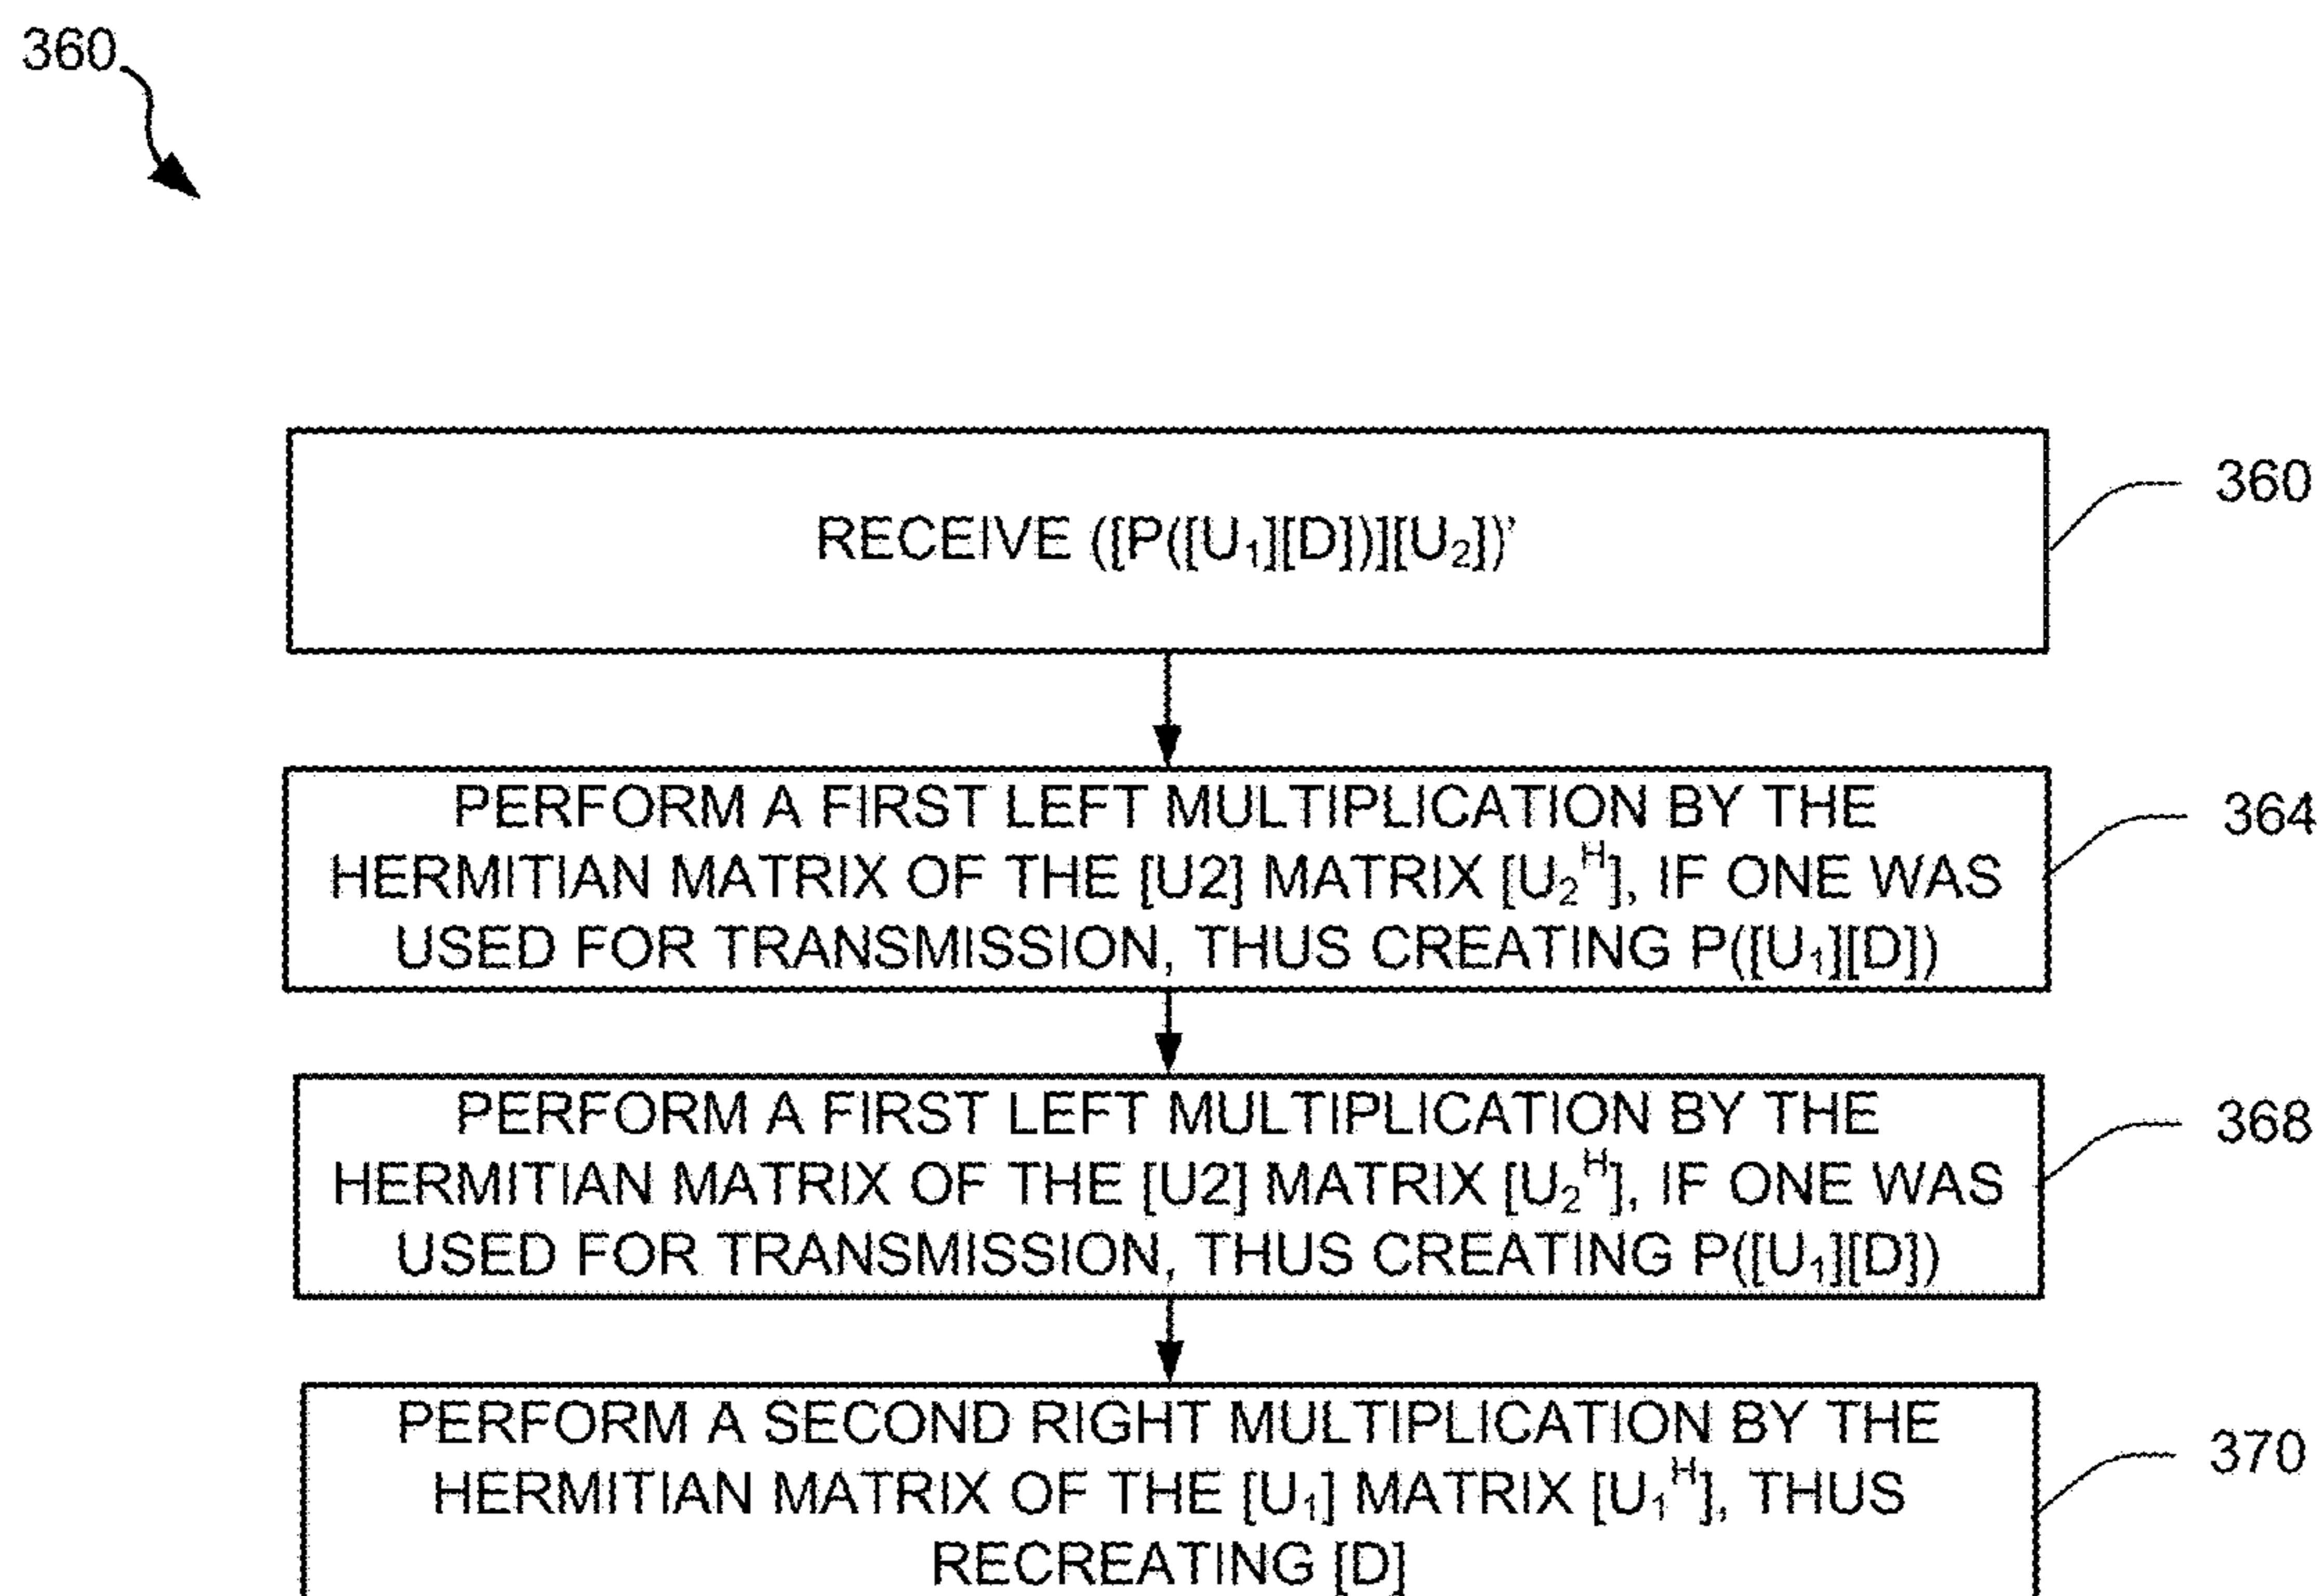 360
RECEIVE ([P([U₁][D])][U₂])’
360
PERFORM A FIRST LEFT MULTIPLICATION BY THE
HERMITIAN MATRIX OF THE [U2] MATRIX [U₂ᴴ], IF ONE WAS
USED FOR TRANSMISSION, THUS CREATING P([U₁][D])
364
PERFORM A FIRST LEFT MULTIPLICATION BY THE
HERMITIAN MATRIX OF THE [U2] MATRIX [U₂ᴴ], IF ONE WAS
USED FOR TRANSMISSION, THUS CREATING P([U₁][D])
368
PERFORM A SECOND RIGHT MULTIPLICATION BY THE
HERMITIAN MATRIX OF THE [U₁] MATRIX [U₁ᴴ], THUS
RECREATING [D]
370